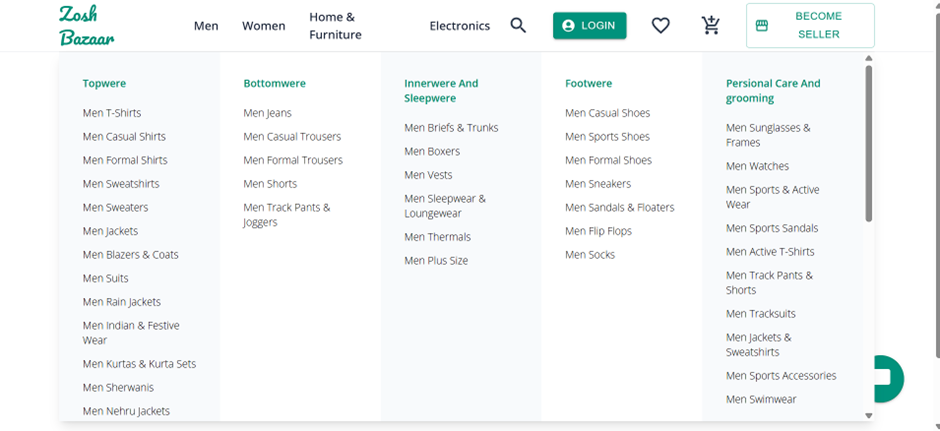 Zosh
Bazaar
Men
Women
Home &
Furniture
Electronics
LOGIN
BECOME
SELLER
Topwere
Men T-Shirts
Men Casual Shirts
Men Formal Shirts
Men Sweatshirts
Men Sweaters
Men Jackets
Men Blazers & Coats
Men Suits
Men Rain Jackets
Men Indian & Festive
Wear
Men Kurtas & Kurta Sets
Men Sherwanis
Men Nehru Jackets
Bottomwere
Men Jeans
Men Casual Trousers
Men Formal Trousers
Men Shorts
Men Track Pants &
Joggers
Innerwere And
Sleepwere
Men Briefs & Trunks
Men Boxers
Men Vests
Men Sleepwear &
Loungewear
Men Thermals
Men Plus Size
Footwere
Men Casual Shoes
Men Sports Shoes
Men Formal Shoes
Men Sneakers
Men Sandals & Floaters
Men Flip Flops
Men Socks
Persional Care And
grooming
Men Sunglasses &
Frames
Men Watches
Men Sports & Active
Wear
Men Sports Sandals
Men Active T-Shirts
Men Track Pants &
Shorts
Men Tracksuits
Men Jackets &
Sweatshirts
Men Sports Accessories
Men Swimwear